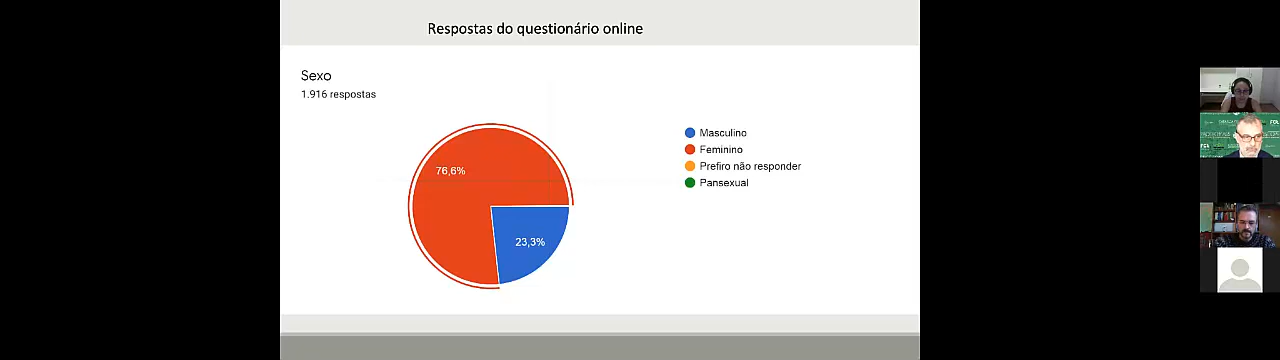 Respostas do questionário online
Sexo
1.916 respostas
Masculino
Feminino
Prefiro não responder
Pansexual
76,6%
23,3%